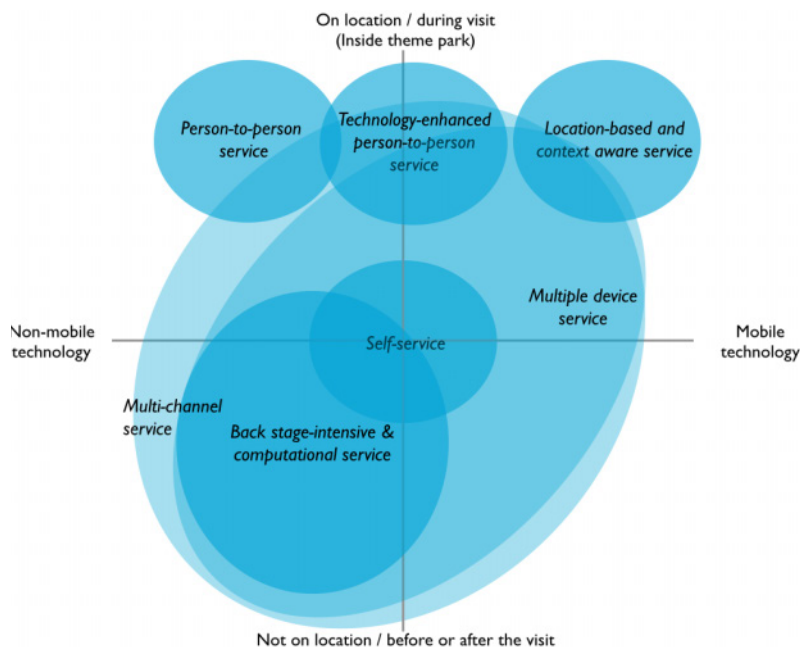 On location / during visit
(Inside theme park)
Person-to-person
service
Technology-enhanced
person-to-person
service
Location-based and
context aware service
Multiple device
service
Non-mobile
technology
Self-service
Mobile
technology
Multi-channel
service
Back stage-intensive &
computational service
Not on location / before or after the visit